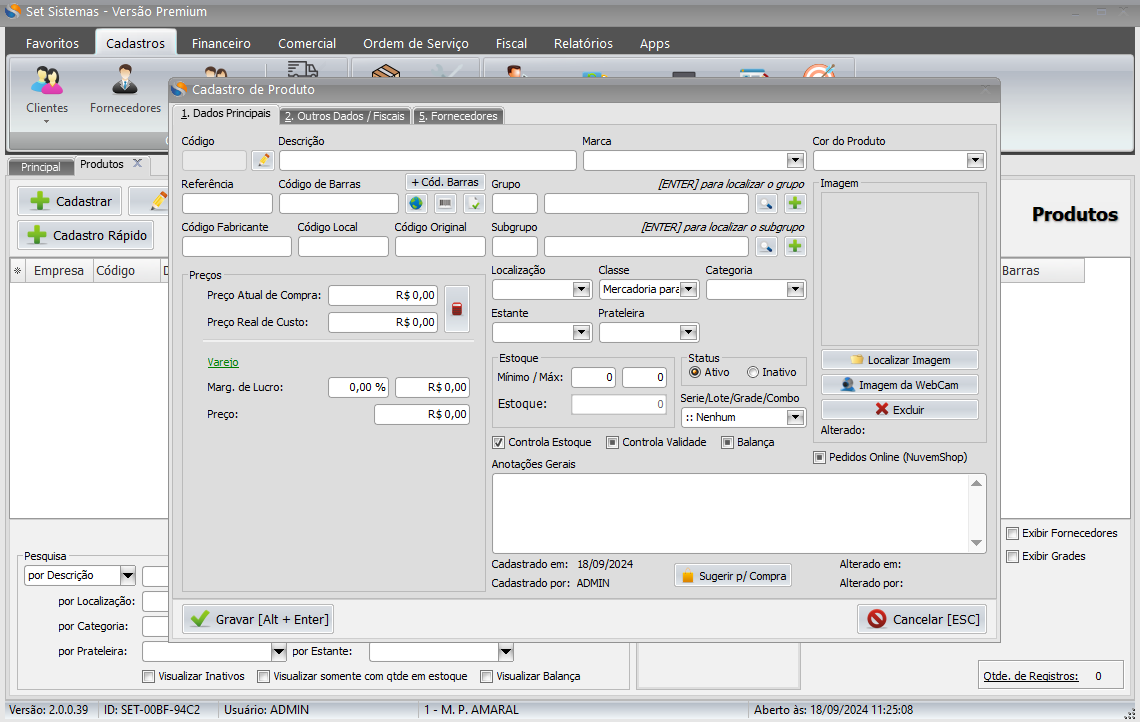 Set Sistemas - Versão Premium
Favoritos Cadastros Financeiro Comercial Ordem de Serviço Fiscal Relatórios Apps
Clientes Fornecedores
Principal Produtos
Cadastrar
Cadastro Rápido
Produtos
Empresa Código
Barras
Cadastro de Produto
1. Dados Principais 2. Outros Dados / Fiscais 5. Fornecedores
Código Descrição Marca Cor do Produto
Referência Código de Barras + Cód. Barras Grupo [ENTER] para localizar o grupo Imagem
Código Fabricante Código Local Código Original Subgrupo [ENTER] para localizar o subgrupo
Preços
Preço Atual de Compra: R$ 0,00
Preço Real de Custo: R$ 0,00
Varejo
Marg. de Lucro: 0,00 % R$ 0,00
Preço: R$ 0,00
Localização Classe Categoria
Mercadoria para
Estante Prateleira
Estoque
Mínimo / Máx: 0 0
Estoque: 0
Status
Ativo Inativo
Serie/Lote/Grade/Combo
:: Nenhum
Controla Estoque Controla Validade Balança
Localizar Imagem
Imagem da WebCam
Excluir
Alterado:
Pedidos Online (NuvemShop)
Anotações Gerais
Cadastrado em: 18/09/2024
Cadastrado por: ADMIN
Sugerir p/ Compra
Alterado em:
Alterado por:
Gravar [Alt + Enter] Cancelar [ESC]
Exibir Fornecedores
Exibir Grades
Pesquisa
por Descrição
por Localização:
por Categoria:
por Prateleira: por Estante:
Visualizar Inativos Visualizar somente com qtde em estoque Visualizar Balança
Qtde. de Registros: 0
Versão: 2.0.0.39 ID: SET-00BF-94C2 Usuário: ADMIN 1 - M. P. AMARAL Aberto às: 18/09/2024 11:25:08